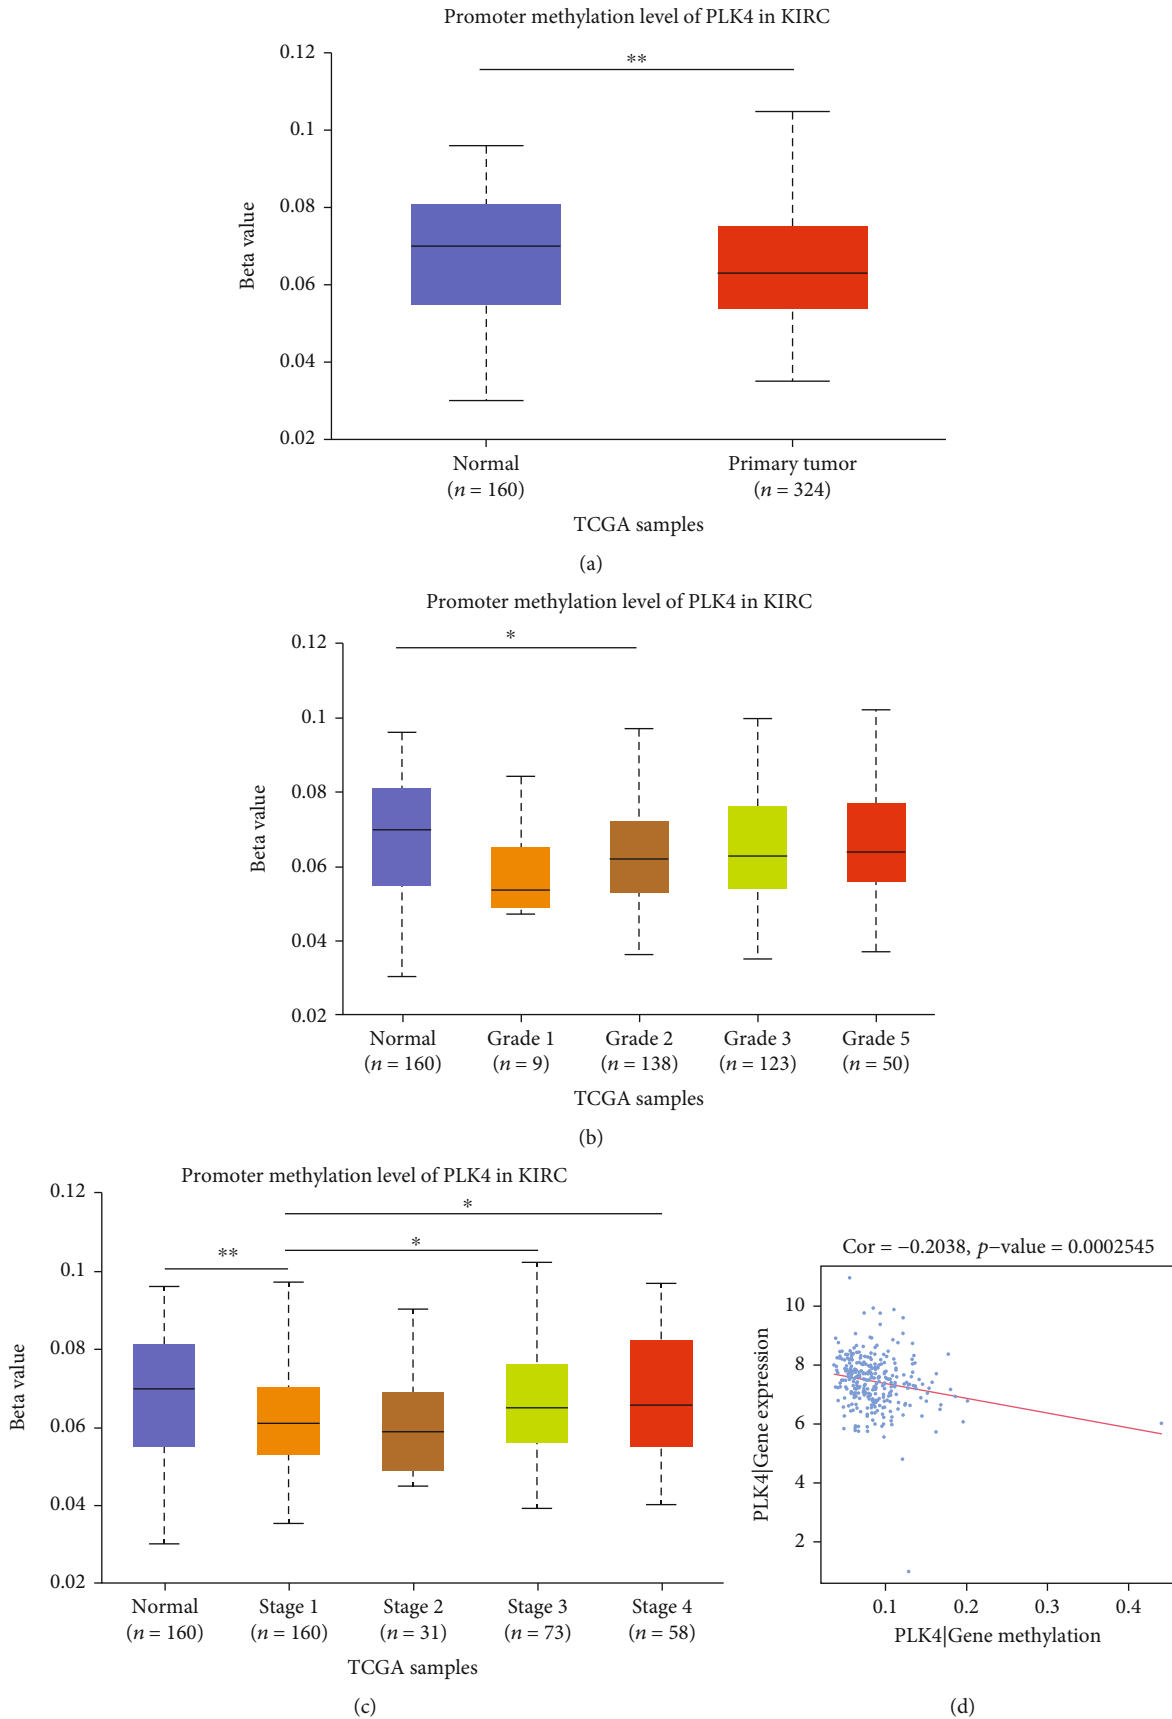 Promoter methylation level of PLK4 in KIRC
**
0.12
0.1
0.08
0.06
0.04
0.02
Beta value
Normal
(n = 160)
Primary tumor
(n = 324)
TCGA samples
(a)
Promoter methylation level of PLK4 in KIRC
*
0.12
0.1
0.08
0.06
0.04
0.02
Beta value
Normal
(n = 160)
Grade 1
(n = 9)
Grade 2
(n = 138)
Grade 3
(n = 123)
Grade 5
(n = 50)
TCGA samples
(b)
Promoter methylation level of PLK4 in KIRC
*
*
**
0.12
0.1
0.08
0.06
0.04
0.02
Beta value
Normal
(n = 160)
Stage 1
(n = 160)
Stage 2
(n = 31)
Stage 3
(n = 73)
Stage 4
(n = 58)
TCGA samples
(c)
Cor = −0.2038, p−value = 0.0002545
10
8
6
4
2
PLK4|Gene expression
0.1
0.2
0.3
0.4
PLK4|Gene methylation
(d)